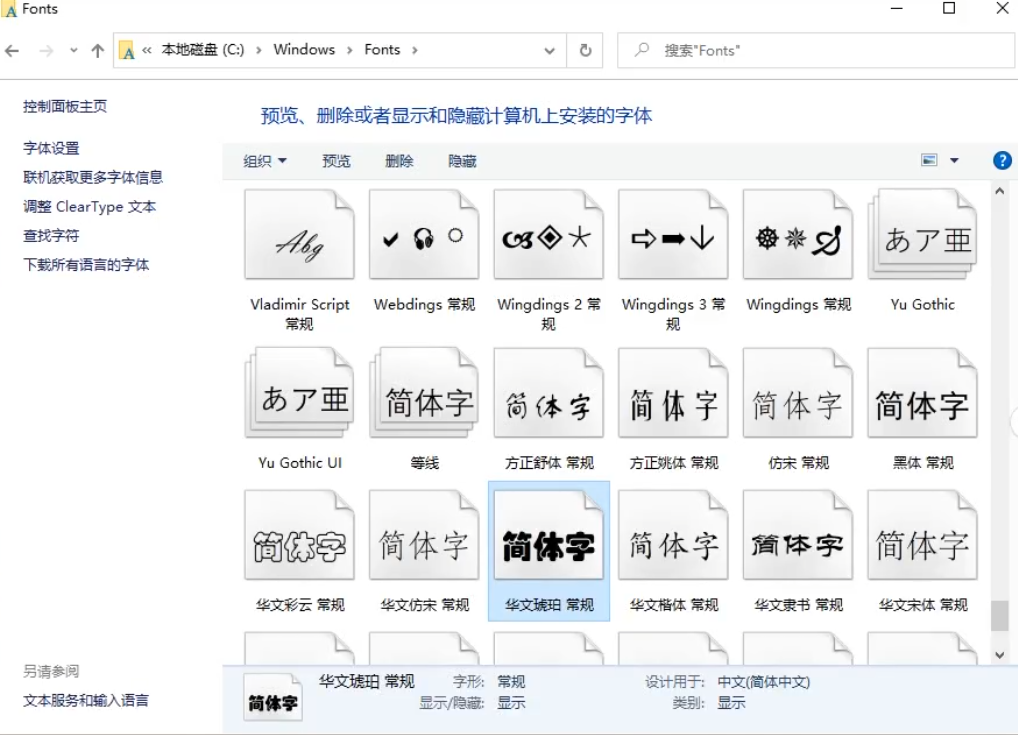 Fonts
« 本地磁盘 (C:) › Windows › Fonts ›
搜索"Fonts"
控制面板主页
字体设置
联机获取更多字体信息
调整 ClearType 文本
查找字符
下载所有语言的字体
另请参阅
文本服务和输入语言
预览、删除或者显示和隐藏计算机上安装的字体
组织 预览 删除 隐藏
Abg
あア亜
Vladimir Script 常规
Webdings 常规
Wingdings 2 常规
Wingdings 3 常规
Wingdings 常规
Yu Gothic
あア亜 简体字 简体字 简体字 简体字 简体字
Yu Gothic UI
等线
方正舒体 常规
方正姚体 常规
仿宋 常规
黑体 常规
简体字 简体字 简体字 简体字 简体字 简体字
华文彩云 常规
华文仿宋 常规
华文琥珀 常规
华文楷体 常规
华文隶书 常规
华文宋体 常规
简体字
华文琥珀 常规 字形: 常规 设计用于: 中文(简体中文)
显示/隐藏: 显示 类别: 显示